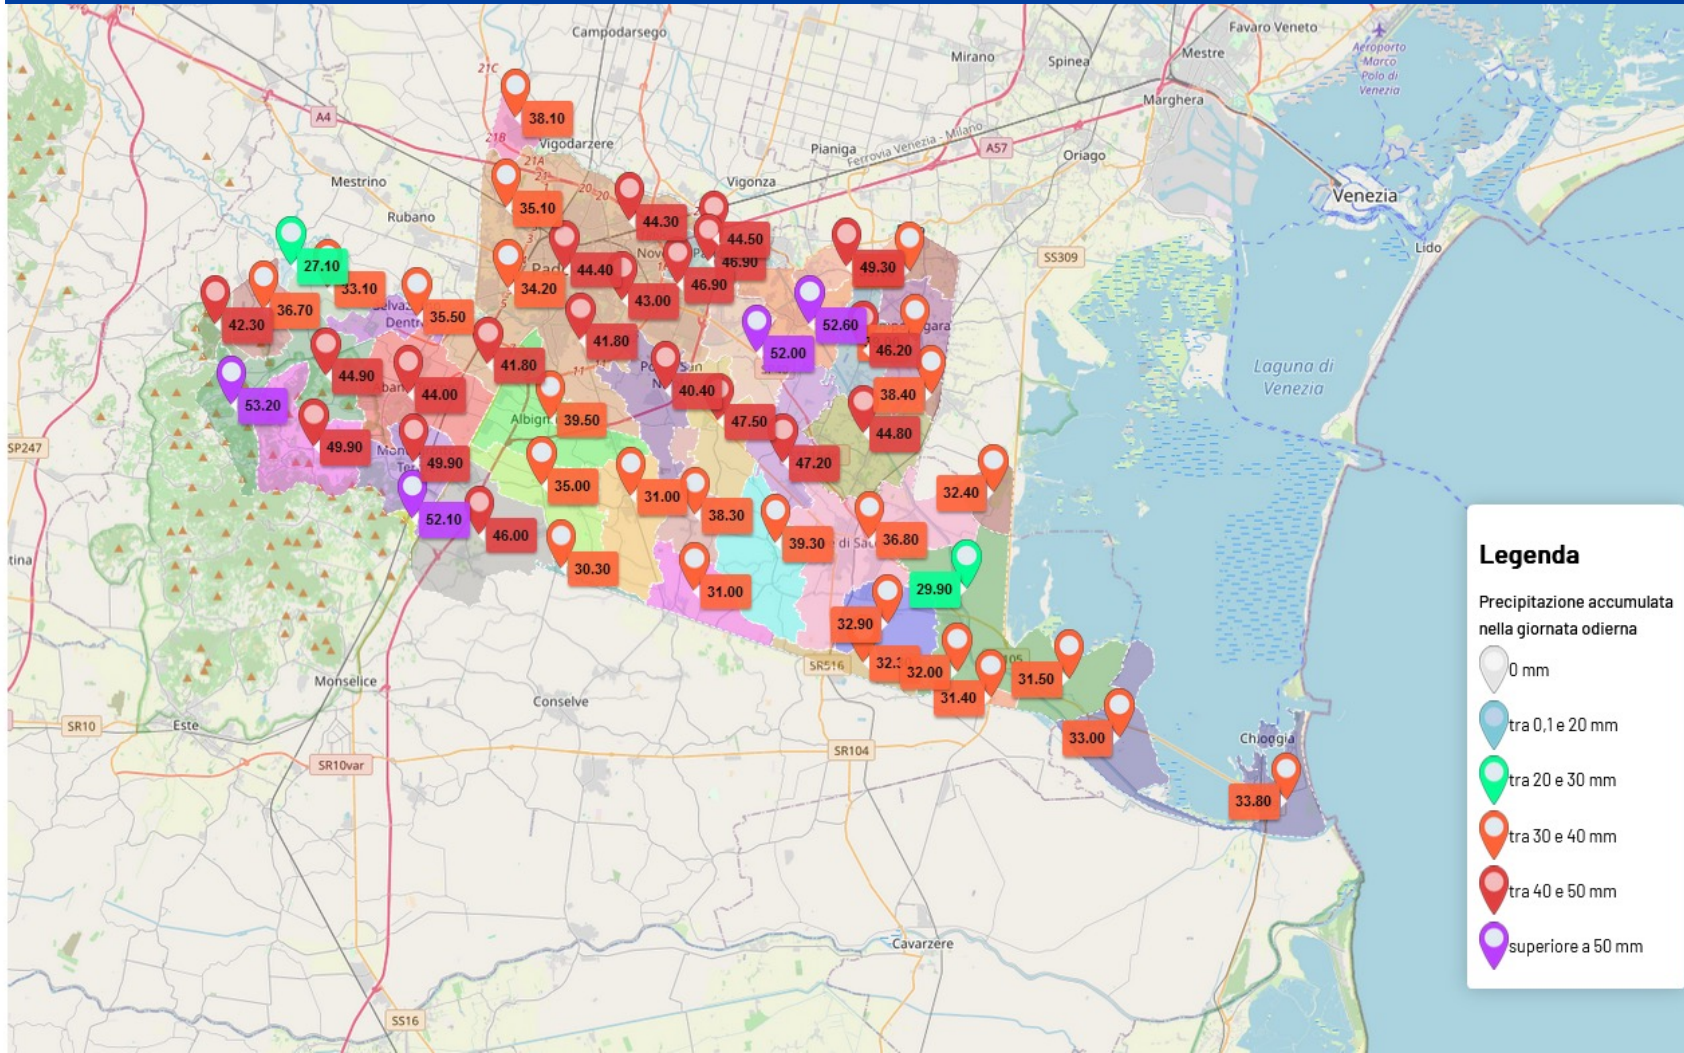 Campodarsego
Favaro Veneto
Mirano
Spinea
Mestre
Aeroporto
Marco
Polo di
Venezia
21C
A4
38.10
Marghera
21B
Vigodarzere
Pianiga
Ferrovia Venezia - Milano
A57
Oriago
21A
21
20
20
Mestrino
Vigonza
Venezia
Rubano
35.10
44.30
44.50
46.90
Lido
SS309
27.10
33.10
44.40
49.30
34.20
46.90
43.00
36.70
35.50
42.30
52.60
41.80
46.20
52.00
41.80
44.90
44.00
40.40
38.40
Laguna di
Venezia
53.20
39.50
47.50
44.80
SP247
49.90
49.90
47.20
35.00
31.00
32.40
52.10
46.00
38.30
39.30
36.80
30.30
31.00
29.90
32.90
SR516
32.00
31.50
31.40
Monselice
Conselve
Este
SR10
33.00
Chioggia
SR104
SR10var
33.80
Cavarzere
SS16
Legenda
Precipitazione accumulata
nella giornata odierna
0 mm
tra 0,1 e 20 mm
tra 20 e 30 mm
tra 30 e 40 mm
tra 40 e 50 mm
superiore a 50 mm